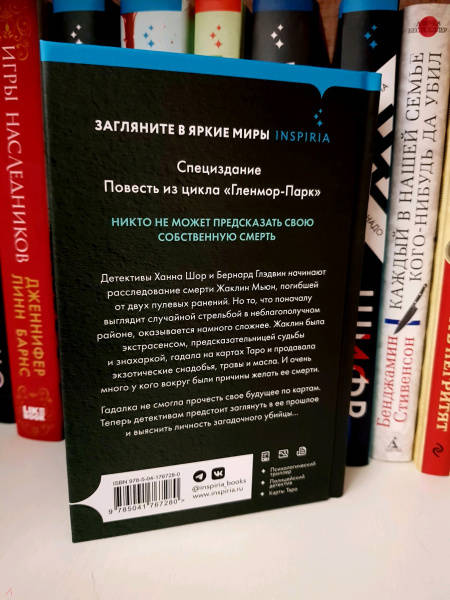 ЗАГЛЯНИТЕ В ЯРКИЕ МИРЫ INSPIRIA
Специздание
Повесть из цикла «Гленмор-Парк»
НИКТО НЕ МОЖЕТ ПРЕДСКАЗАТЬ СВОЮ
СОБСТВЕННУЮ СМЕРТЬ
Детективы Ханна Шор и Бернард Глэдвин начинают
расследование смерти Жаклин Мьюн, погибшей
от двух пулевых ранений. Но то, что поначалу
выглядит случайной стрельбой в неблагополучном
районе, оказывается намного сложнее. Жаклин была
экстрасенсом, предсказательницей судьбы
и знахаркой, гадала на картах Таро и продавала
экзотические снадобья, травы и масла. И очень
много у кого вокруг были причины желать ее смерти.
Гадалка не смогла прочесть свое будущее по картам.
Теперь детективам предстоит заглянуть в ее прошлое
и выяснить личность загадочного убийцы...
ISBN 978-5-04-176728-0
9 785041 767280 >
@inspiria_books
www.inspiria.ru
Психологический
триллер
Полицейский
детектив
Карты Таро
ИГРЫ НАСЛЕДНИКОВ
ДЖЕННИФЕР
ЛИНН БАРНС
LIKE
BOOK
ШИФР
КАЖДЫЙ В НАШЕЙ СЕМЬЕ
КОГО-НИБУДЬ ДА УБИЛ
Бенджамин
Стивенсон